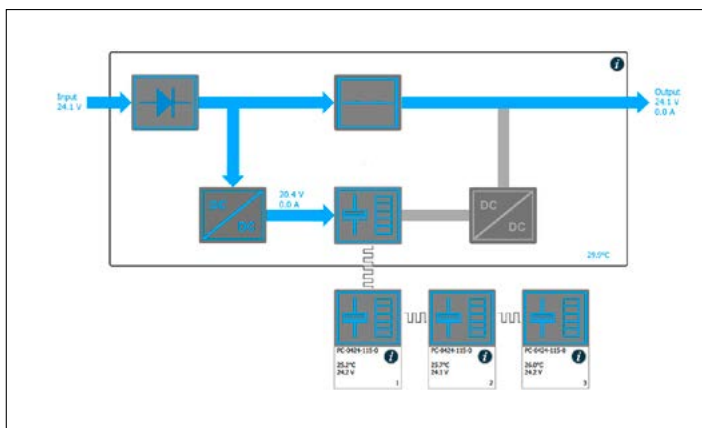 i
Input
24.1 V
Output
24.1 V
0.0 A
20.4 V
0.0 A
DC
DC
DC
DC
29.0°C
PC-0424-115-0
i
25.2°C
24.2 V
1
PC-0424-115-0
i
25.7°C
24.1 V
2
PC-0424-115-0
i
26.0°C
24.2 V
3